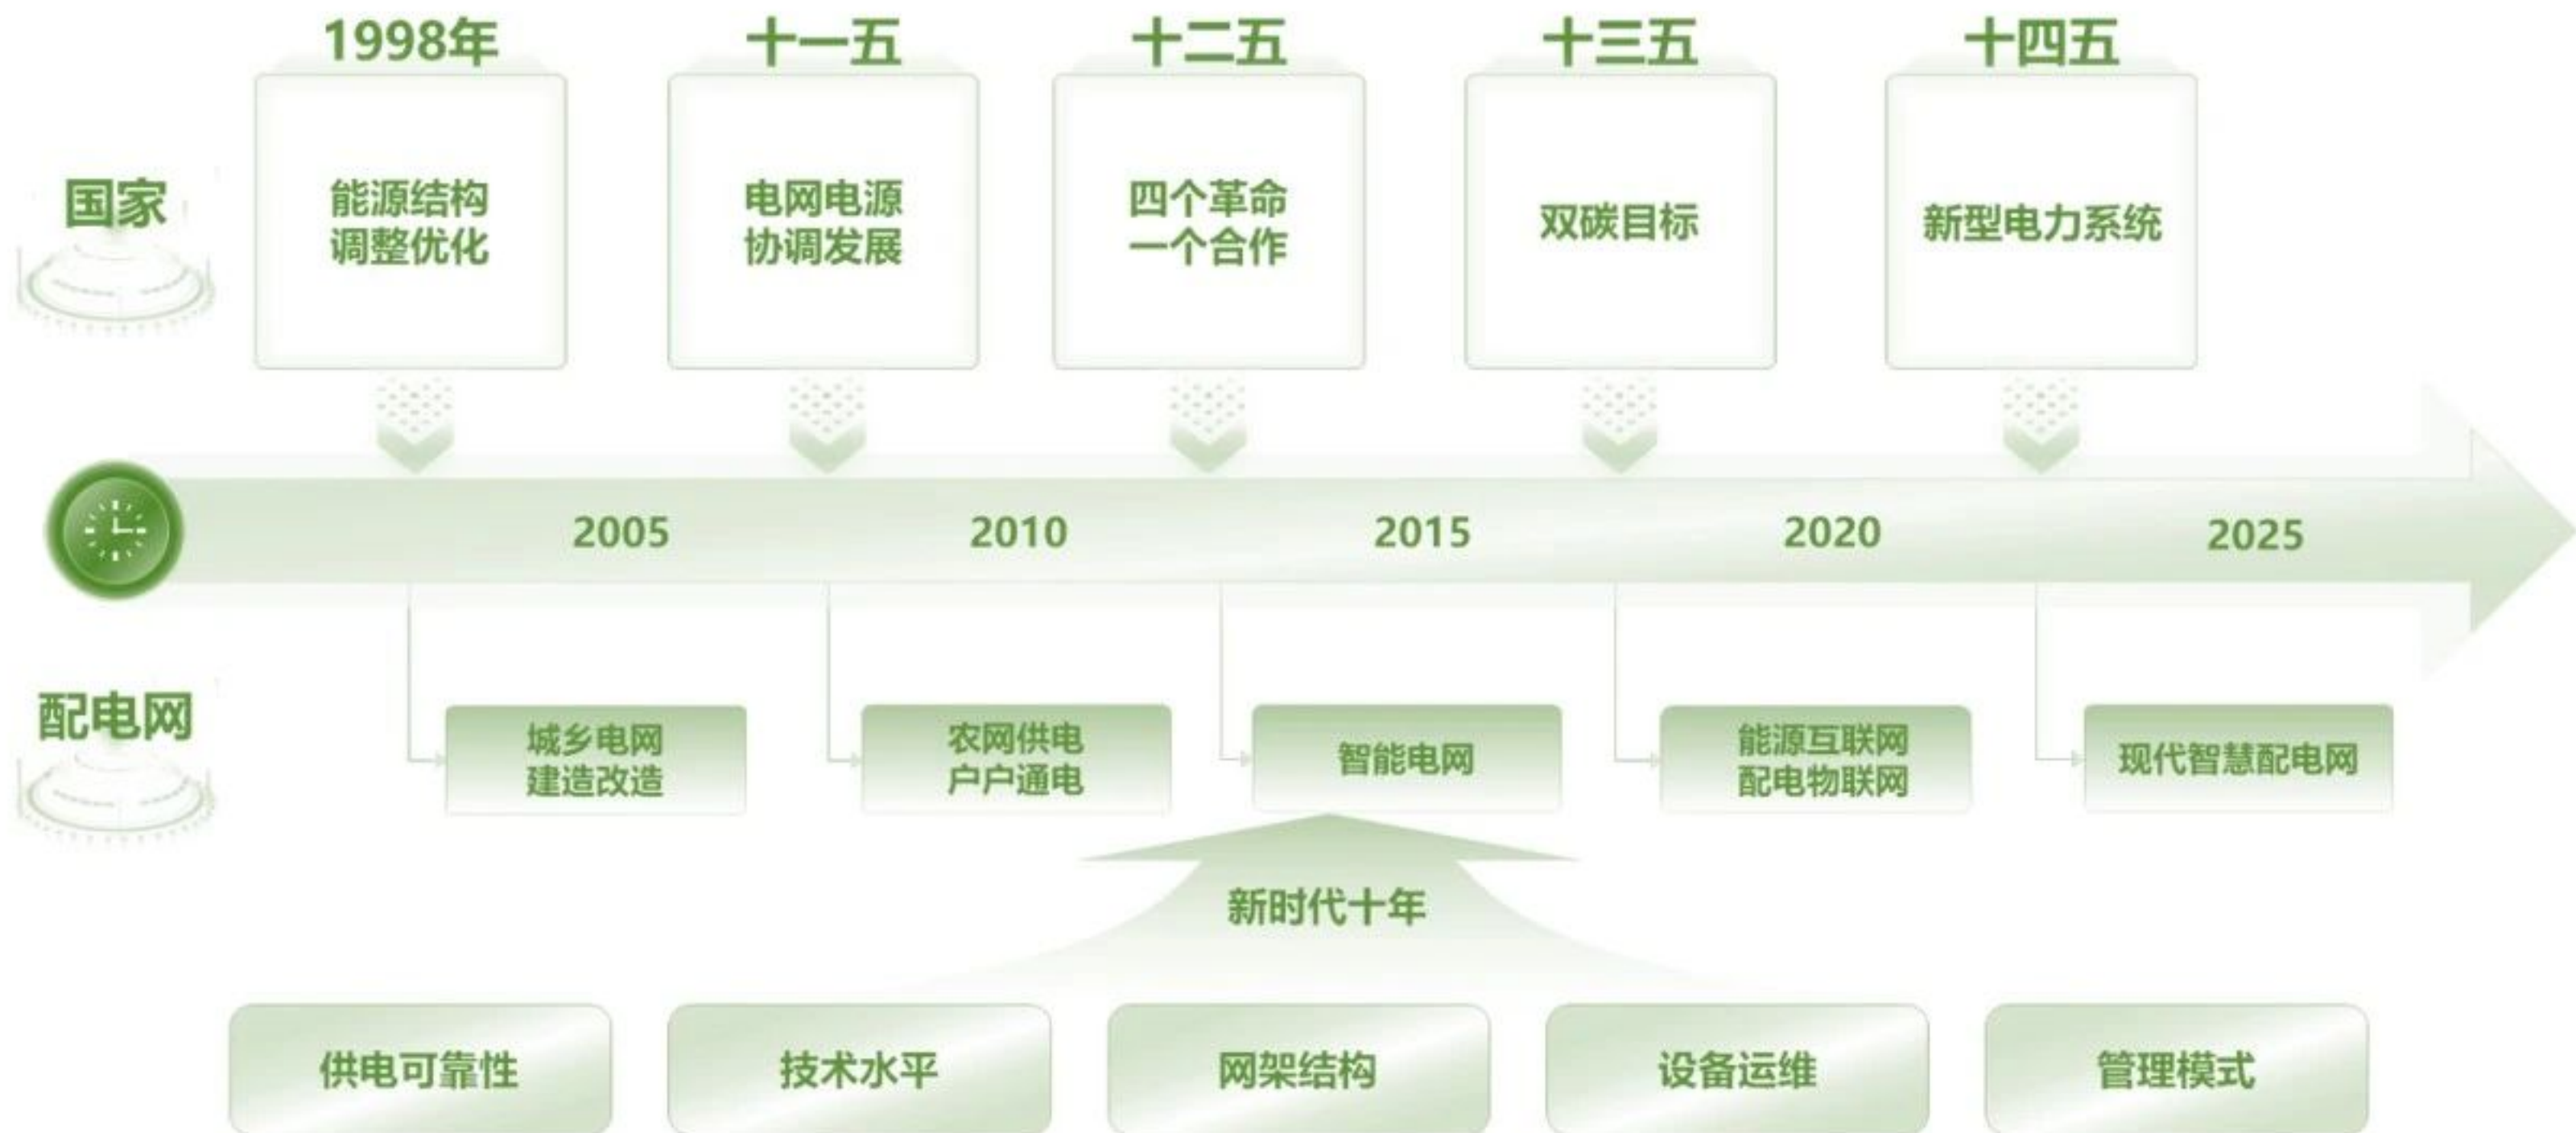 1998年
十一五
十二五
十三五
十四五
国家
能源结构
调整优化
电网电源
协调发展
四个革命
一个合作
双碳目标
新型电力系统
2005
2010
2015
2020
2025
配电网
城乡电网
建造改造
农网供电
户户通电
智能电网
能源互联网
配电物联网
现代智慧配电网
新时代十年
供电可靠性
技术水平
网架结构
设备运维
管理模式